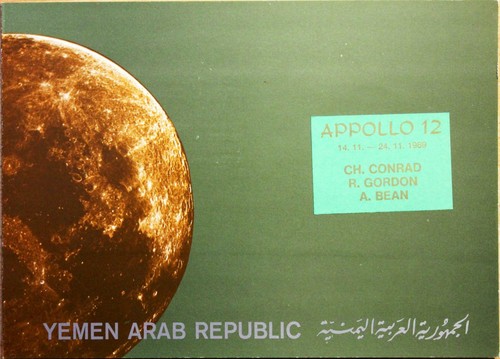 APPOLLO 12
14. 11. — 24. 11. 1969
CH. CONRAD
R. GORDON
A. BEAN
YEMEN ARAB REPUBLIC الجمهورية العربية اليمنية